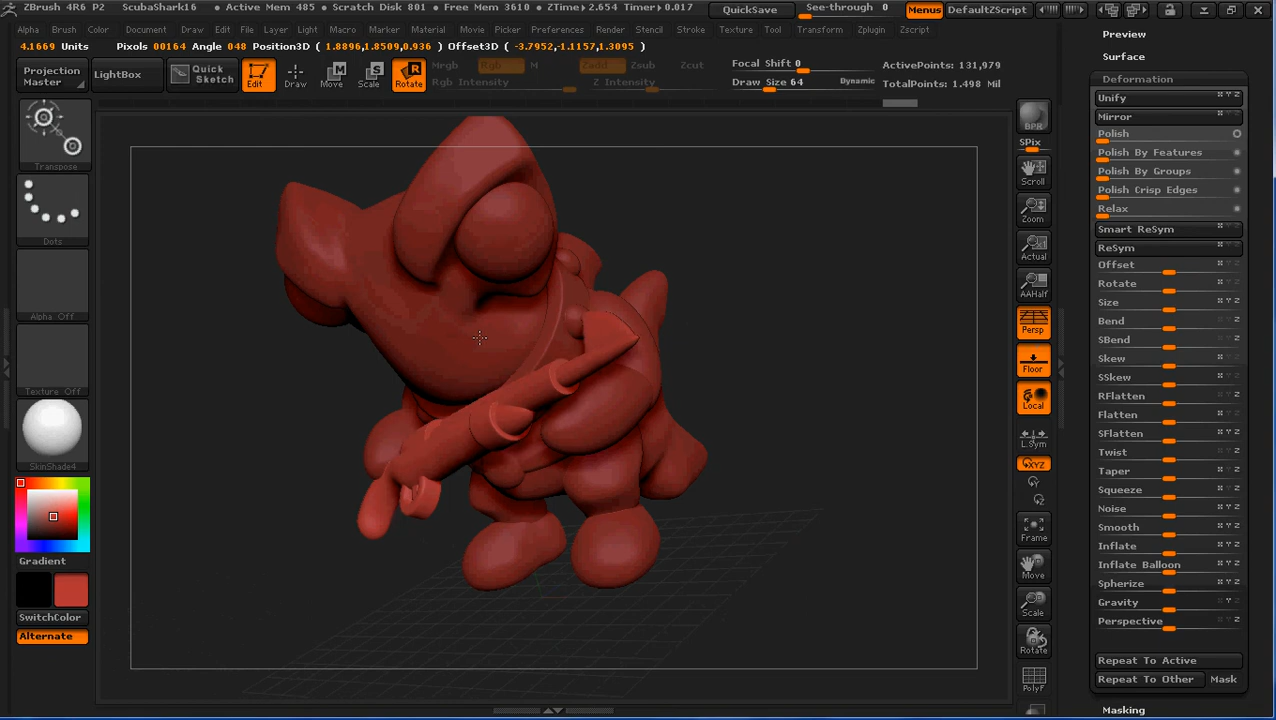 ZBrush 4R6 P2 ScubaShark16 • Active Mem 485 • Scratch Disk 801 • Free Mem 3610 • ZTime▸2.654 Timer▸0.017 QuickSave See-through 0 Menus DefaultZScript
Alpha Brush Color Document Draw Edit File Layer Light Macro Marker Material Movie Picker Preferences Render Stencil Stroke Texture Tool Transform Zplugin Zscript
4.1669 Units Pixols 00164 Angle 048 Position3D ( 1.8896,1.8509,0.936 ) Offset3D ( -3.7952,-1.1157,1.3095 )
Projection Master
LightBox
Quick Sketch
Edit
Draw
Move
Scale
Rotate
Mrgb Rgb M
Rgb Intensity
Zadd Zsub Zcut
Z Intensity
Focal Shift 0
Draw Size 64 Dynamic
ActivePoints: 131,979
TotalPoints: 1.498 Mil
Transpose
Dots
Alpha Off
Texture Off
SkinShade4
Gradient
SwitchColor
Alternate
BPR
SPix
Scroll
Zoom
Actual
AAHalf
Persp
Floor
Local
L.Sym
XYZ
Frame
Move
Scale
Rotate
PolyF
Preview
Surface
Deformation
Unify
Mirror
Polish
Polish By Features
Polish By Groups
Polish Crisp Edges
Relax
Smart ReSym
ReSym
Offset
Rotate
Size
Bend
SBend
Skew
SSkew
RFlatten
Flatten
SFlatten
Twist
Taper
Squeeze
Noise
Smooth
Inflate
Inflate Balloon
Spherize
Gravity
Perspective
Repeat To Active
Repeat To Other Mask
Masking